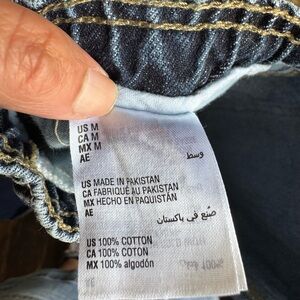 US M
CA M
MX M
AE وسط
US MADE IN PAKISTAN
CA FABRIQUÉ AU PAKISTAN
MX HECHO EN PAQUISTÁN
AE
صُنع في باكستان
US 100% COTTON
CA 100% COTON
MX 100% algodón